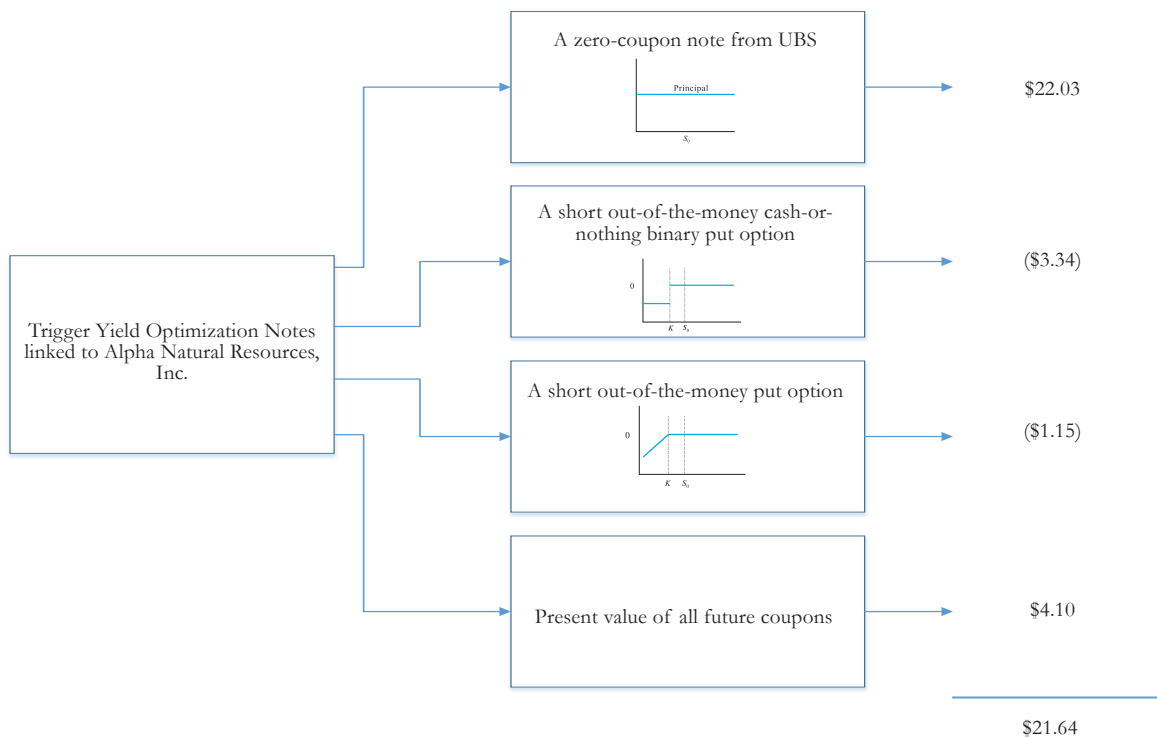 A zero-coupon note from UBS
Principal
S₀
$22.03
A short out-of-the-money cash-or-
nothing binary put option
0
K S₀
($3.34)
Trigger Yield Optimization Notes
linked to Alpha Natural Resources,
Inc.
A short out-of-the-money put option
0
K S₀
($1.15)
Present value of all future coupons
$4.10
$21.64